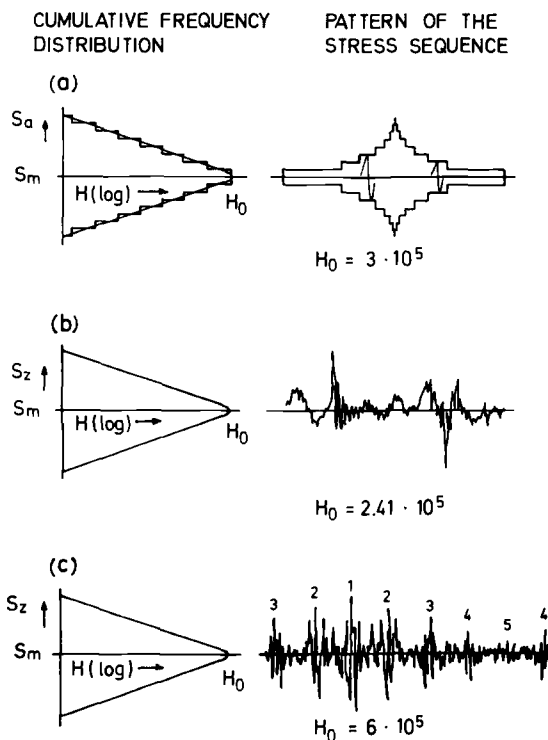 CUMULATIVE FREQUENCY DISTRIBUTION
PATTERN OF THE STRESS SEQUENCE
(a)
Sa
Sm
H(log)
H0
H0 = 3 · 10^5
(b)
Sz
Sm
H(log)
H0
H0 = 2.41 · 10^5
(c)
Sz
Sm
H(log)
H0
3 2 1 2 3 4 5 4
H0 = 6 · 10^5